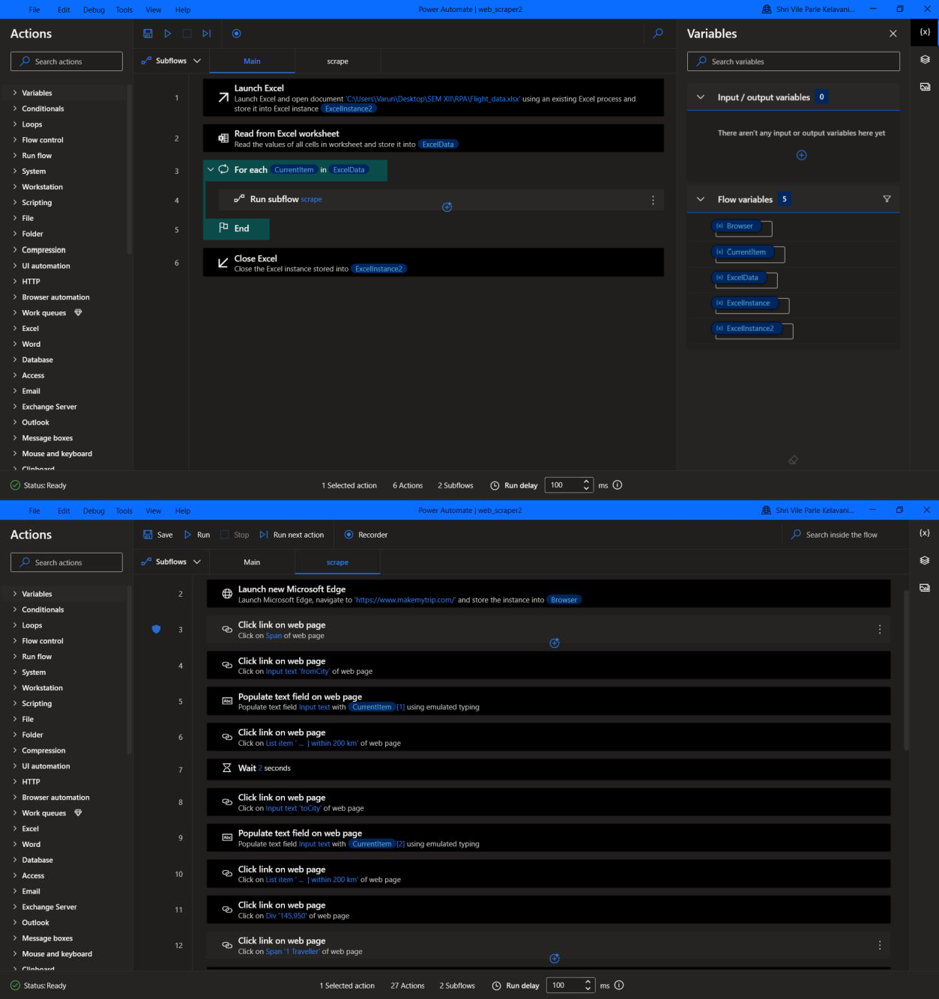 File Edit Debug Tools View Help Power Automate | web_scraper2 Shri Vile Parle Kelavani...
Actions
Search actions
Variables
Conditionals
Loops
Flow control
Run flow
System
Workstation
Scripting
File
Folder
Compression
UI automation
HTTP
Browser automation
Work queues
Excel
Word
Database
Access
Email
Exchange Server
Outlook
Message boxes
Mouse and keyboard
Clipboard
Subflows Main scrape
1 Launch Excel
Launch Excel and open document 'C:\Users\Varun\Desktop\SEM XII\RPA\Flight_data.xlsx' using an existing Excel process and
store it into Excel instance ExcelInstance2
2 Read from Excel worksheet
Read the values of all cells in worksheet and store it into ExcelData
3 For each CurrentItem in ExcelData
4 Run subflow scrape
5 End
6 Close Excel
Close the Excel instance stored into ExcelInstance2
Variables
{x}
Search variables
Input / output variables 0
There aren't any input or output variables here yet
Flow variables 5
(x) Browser
(x) CurrentItem
(x) ExcelData
(x) ExcelInstance
(x) ExcelInstance2
Status: Ready 1 Selected action 6 Actions 2 Subflows Run delay 100 ms
File Edit Debug Tools View Help Power Automate | web_scraper2 Shri Vile Parle Kelavani...
Actions
Search actions
Variables
Conditionals
Loops
Flow control
Run flow
System
Workstation
Scripting
File
Folder
Compression
UI automation
HTTP
Browser automation
Work queues
Excel
Word
Database
Access
Email
Exchange Server
Outlook
Message boxes
Mouse and keyboard
Clipboard
Save Run Stop Run next action Recorder Search inside the flow {x}
Subflows Main scrape
2 Launch new Microsoft Edge
Launch Microsoft Edge, navigate to 'https://www.makemytrip.com/' and store the instance into Browser
3 Click link on web page
Click on Span of web page
4 Click link on web page
Click on Input text 'fromCity' of web page
5 Populate text field on web page
Abc Populate text field Input text with CurrentItem [1] using emulated typing
6 Click link on web page
Click on List item ' ... | within 200 km' of web page
7 Wait 2 seconds
8 Click link on web page
Click on Input text 'toCity' of web page
9 Populate text field on web page
Abc Populate text field Input text with CurrentItem [2] using emulated typing
10 Click link on web page
Click on List item ' ... | within 200 km' of web page
11 Click link on web page
Click on Div '145,950' of web page
12 Click link on web page
Click on Span '1 Traveller' of web page
Status: Ready 1 Selected action 27 Actions 2 Subflows Run delay 100 ms